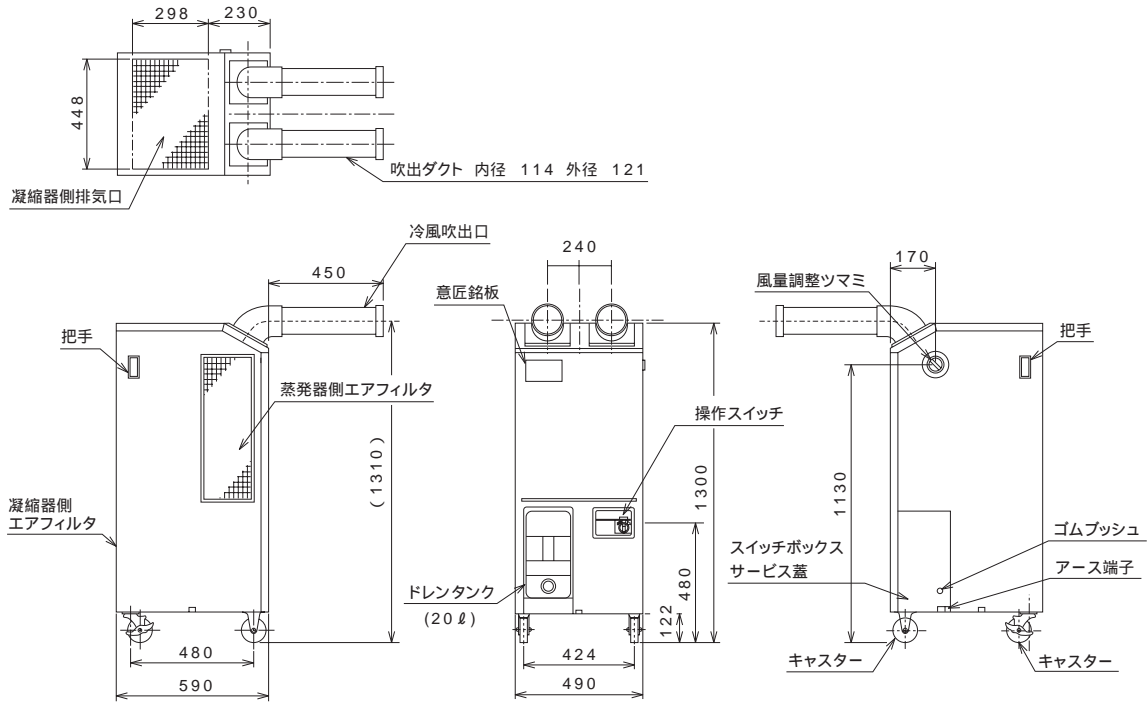 298
230
448
吹出ダクト 内径 114 外径 121
凝縮器側排気口
冷風吹出口
450
意匠銘板
240
170
風量調整ツマミ
把手
把手
蒸発器側エアフィルタ
操作スイッチ
(1310)
1300
1130
凝縮器側
エアフィルタ
スイッチボックス
サービス蓋
ゴムブッシュ
アース端子
ドレンタンク
(20ℓ)
480
122
480
424
キャスター
キャスター
590
490